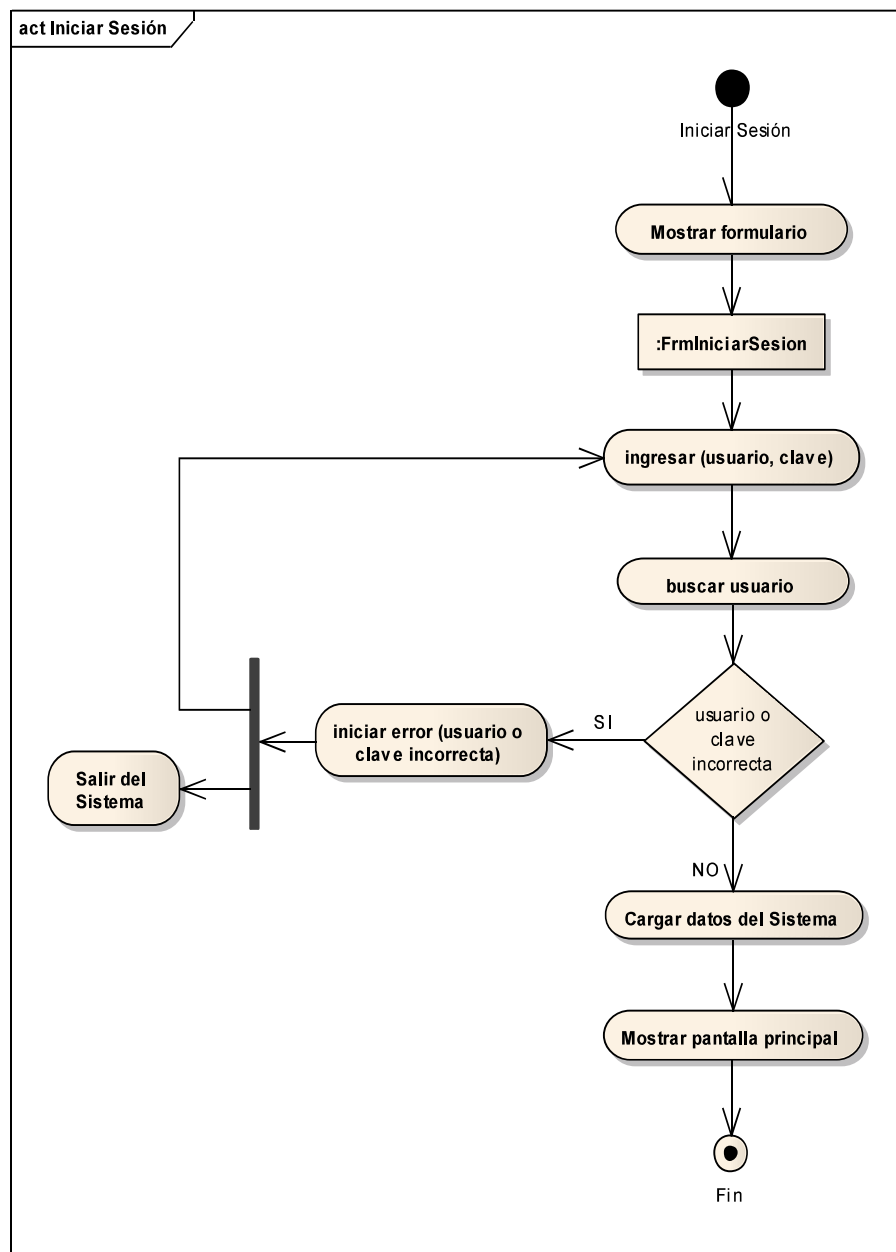 act Iniciar Sesión
Iniciar Sesión
Mostrar formulario
:FrmIniciarSesion
ingresar (usuario, clave)
buscar usuario
usuario o
clave
incorrecta
SI
iniciar error (usuario o
clave incorrecta)
Salir del
Sistema
NO
Cargar datos del Sistema
Mostrar pantalla principal
Fin